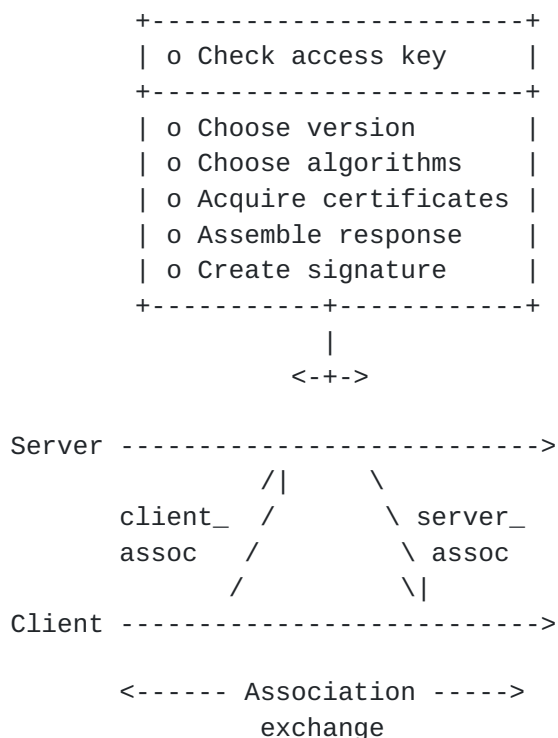 +------------------------+
| o Check access key     |
+------------------------+
| o Choose version       |
| o Choose algorithms    |
| o Acquire certificates |
| o Assemble response    |
| o Create signature     |
+-----------+------------+
|
<-+->
Server --------------------------->
/|     \
client_  /       \ server_
assoc   /         \ assoc
/          \|
Client --------------------------->
<------ Association ----->
exchange